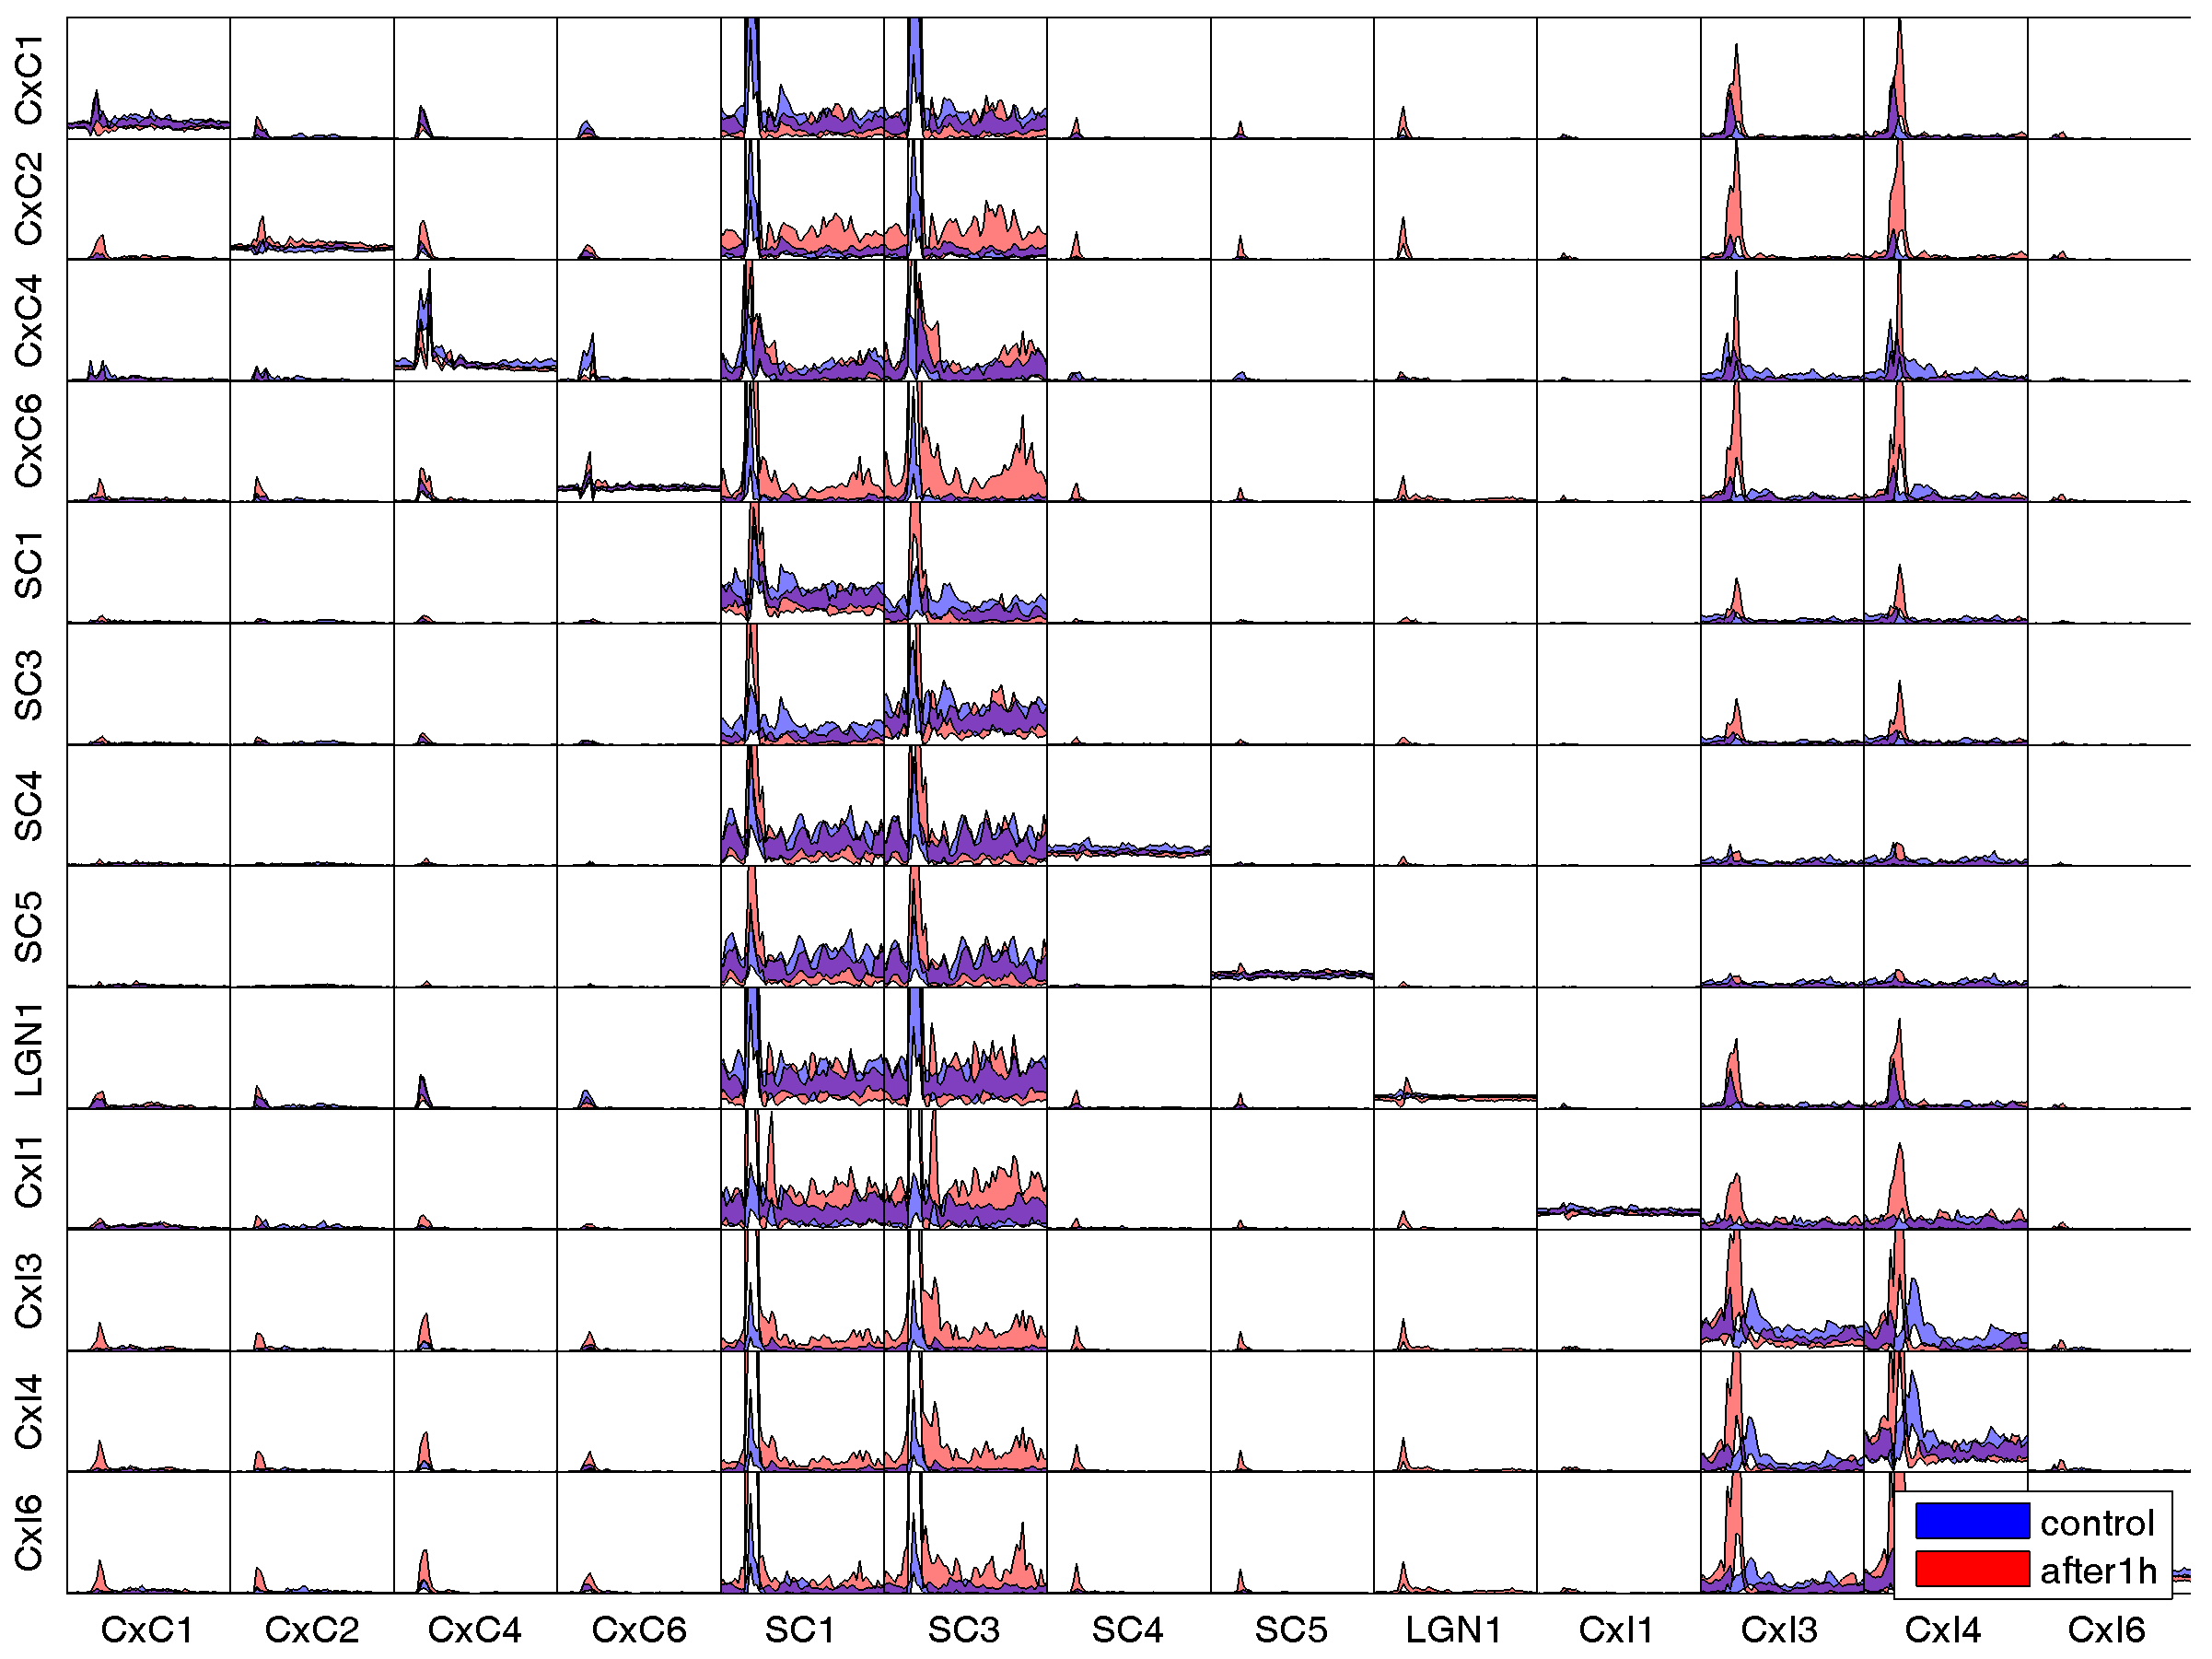 CxC1
CxC2
CxC4
CxC6
SC1
SC3
SC4
SC5
LGN1
CxI1
CxI3
CxI4
CxI6
control
after1h
CxC1 CxC2 CxC4 CxC6 SC1 SC3 SC4 SC5 LGN1 CxI1 CxI3 CxI4 CxI6